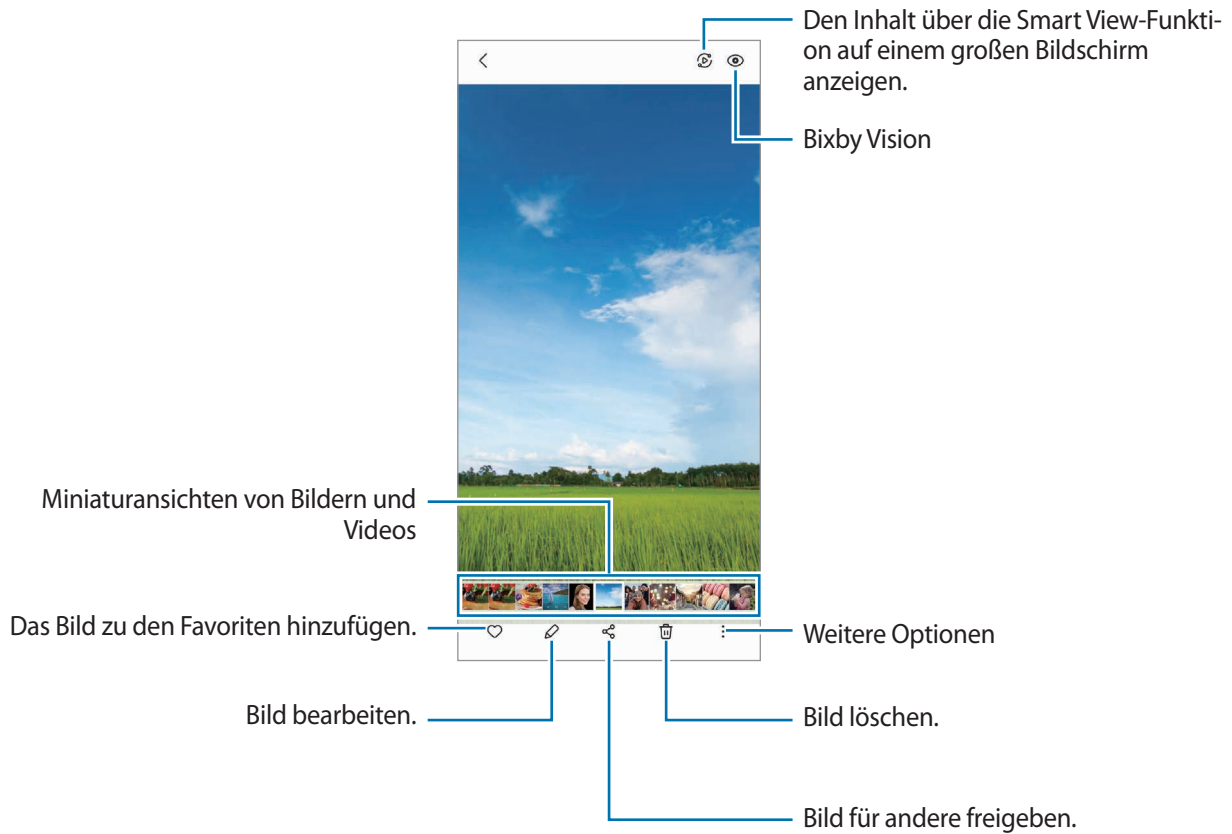 Den Inhalt über die Smart View-Funkti-
on auf einem großen Bildschirm
anzeigen.
Bixby Vision
Miniaturansichten von Bildern und
Videos
Das Bild zu den Favoriten hinzufügen.
Weitere Optionen
Bild bearbeiten.
Bild löschen.
Bild für andere freigeben.